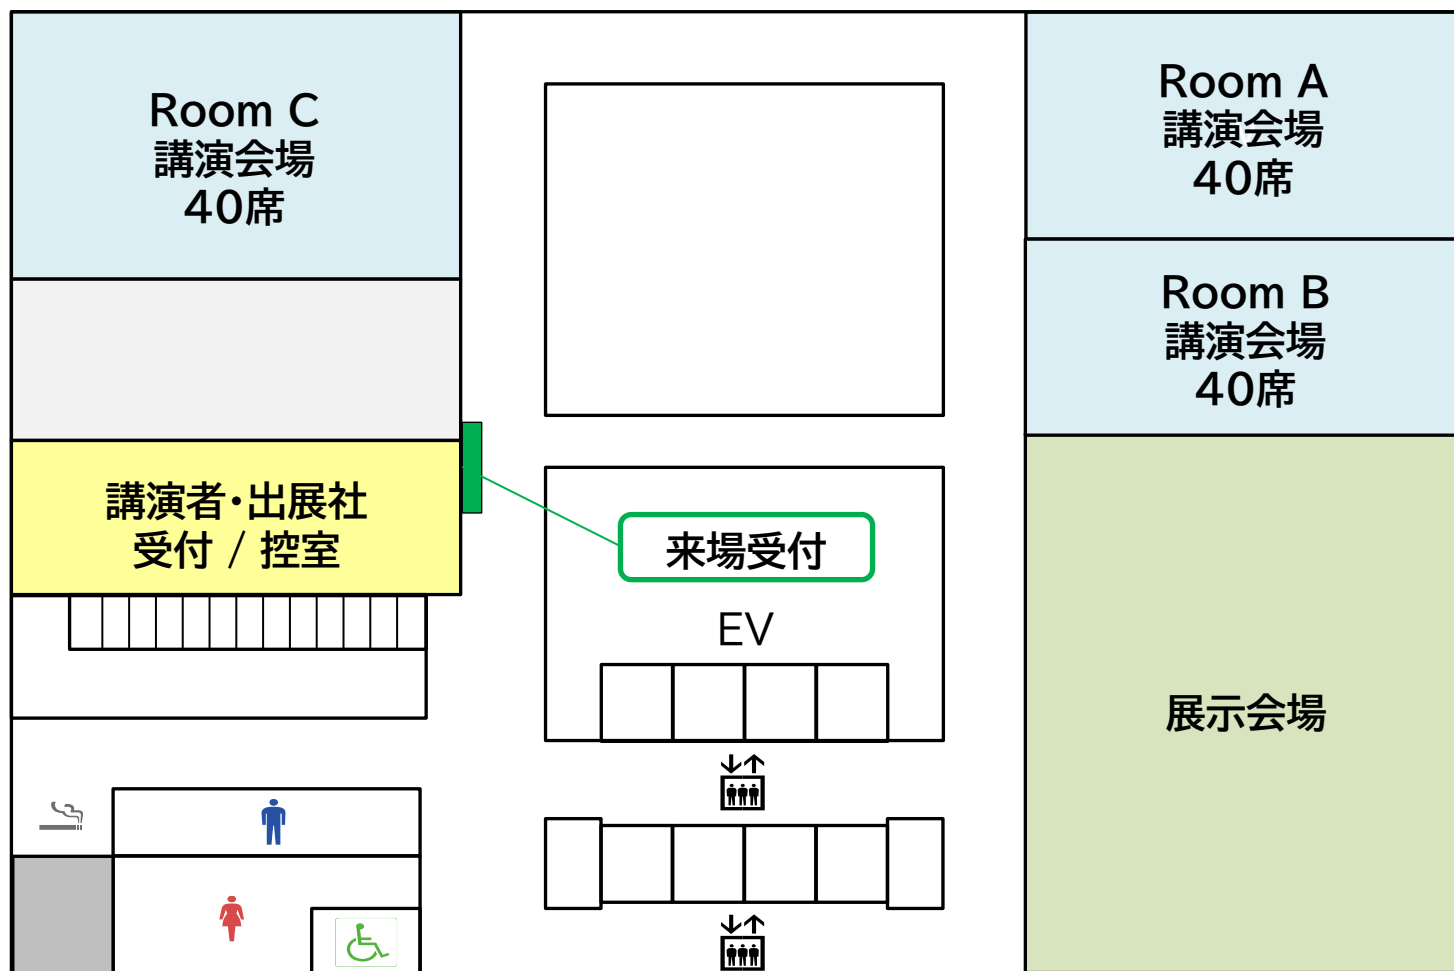 Room C
講演会場
40席
Room A
講演会場
40席
Room B
講演会場
40席
講演者・出展社
受付 / 控室
来場受付
EV
展示会場